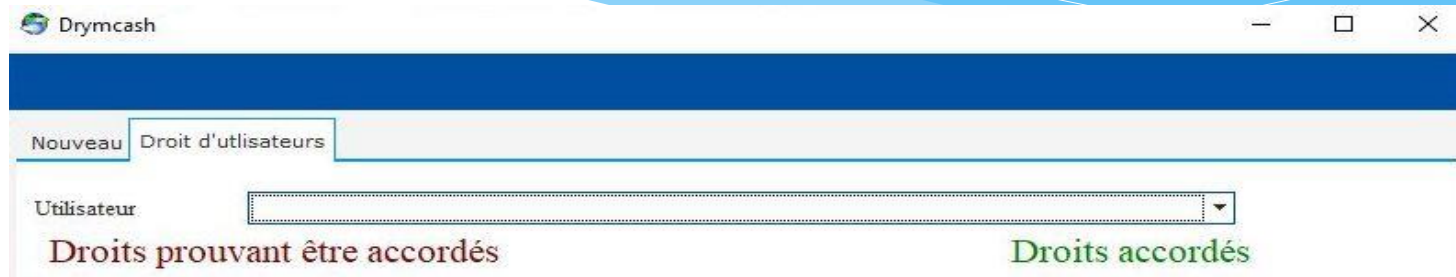 Drymcash
Nouveau Droit d'utlisateurs
Utilisateur
Droits prouvant être accordés Droits accordés